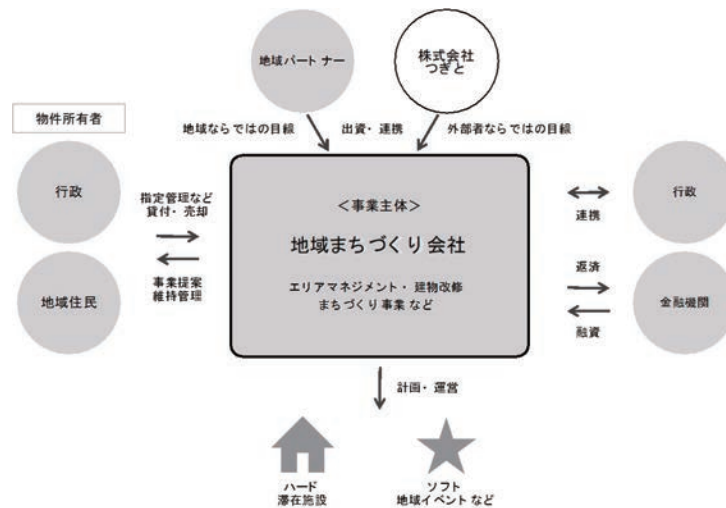 地域パートナー
株式会社
つぎと
物件所有者
地域ならではの目線
出資・連携
外部者ならではの目線
行政
地域住民
指定管理など
貸付・売却
事業提案
維持管理
＜事業主体＞
地域まちづくり会社
エリアマネジメント・建物改修
まちづくり事業など
連携
行政
返済
融資
金融機関
計画・運営
ハード
滞在施設
ソフト
地域イベントなど